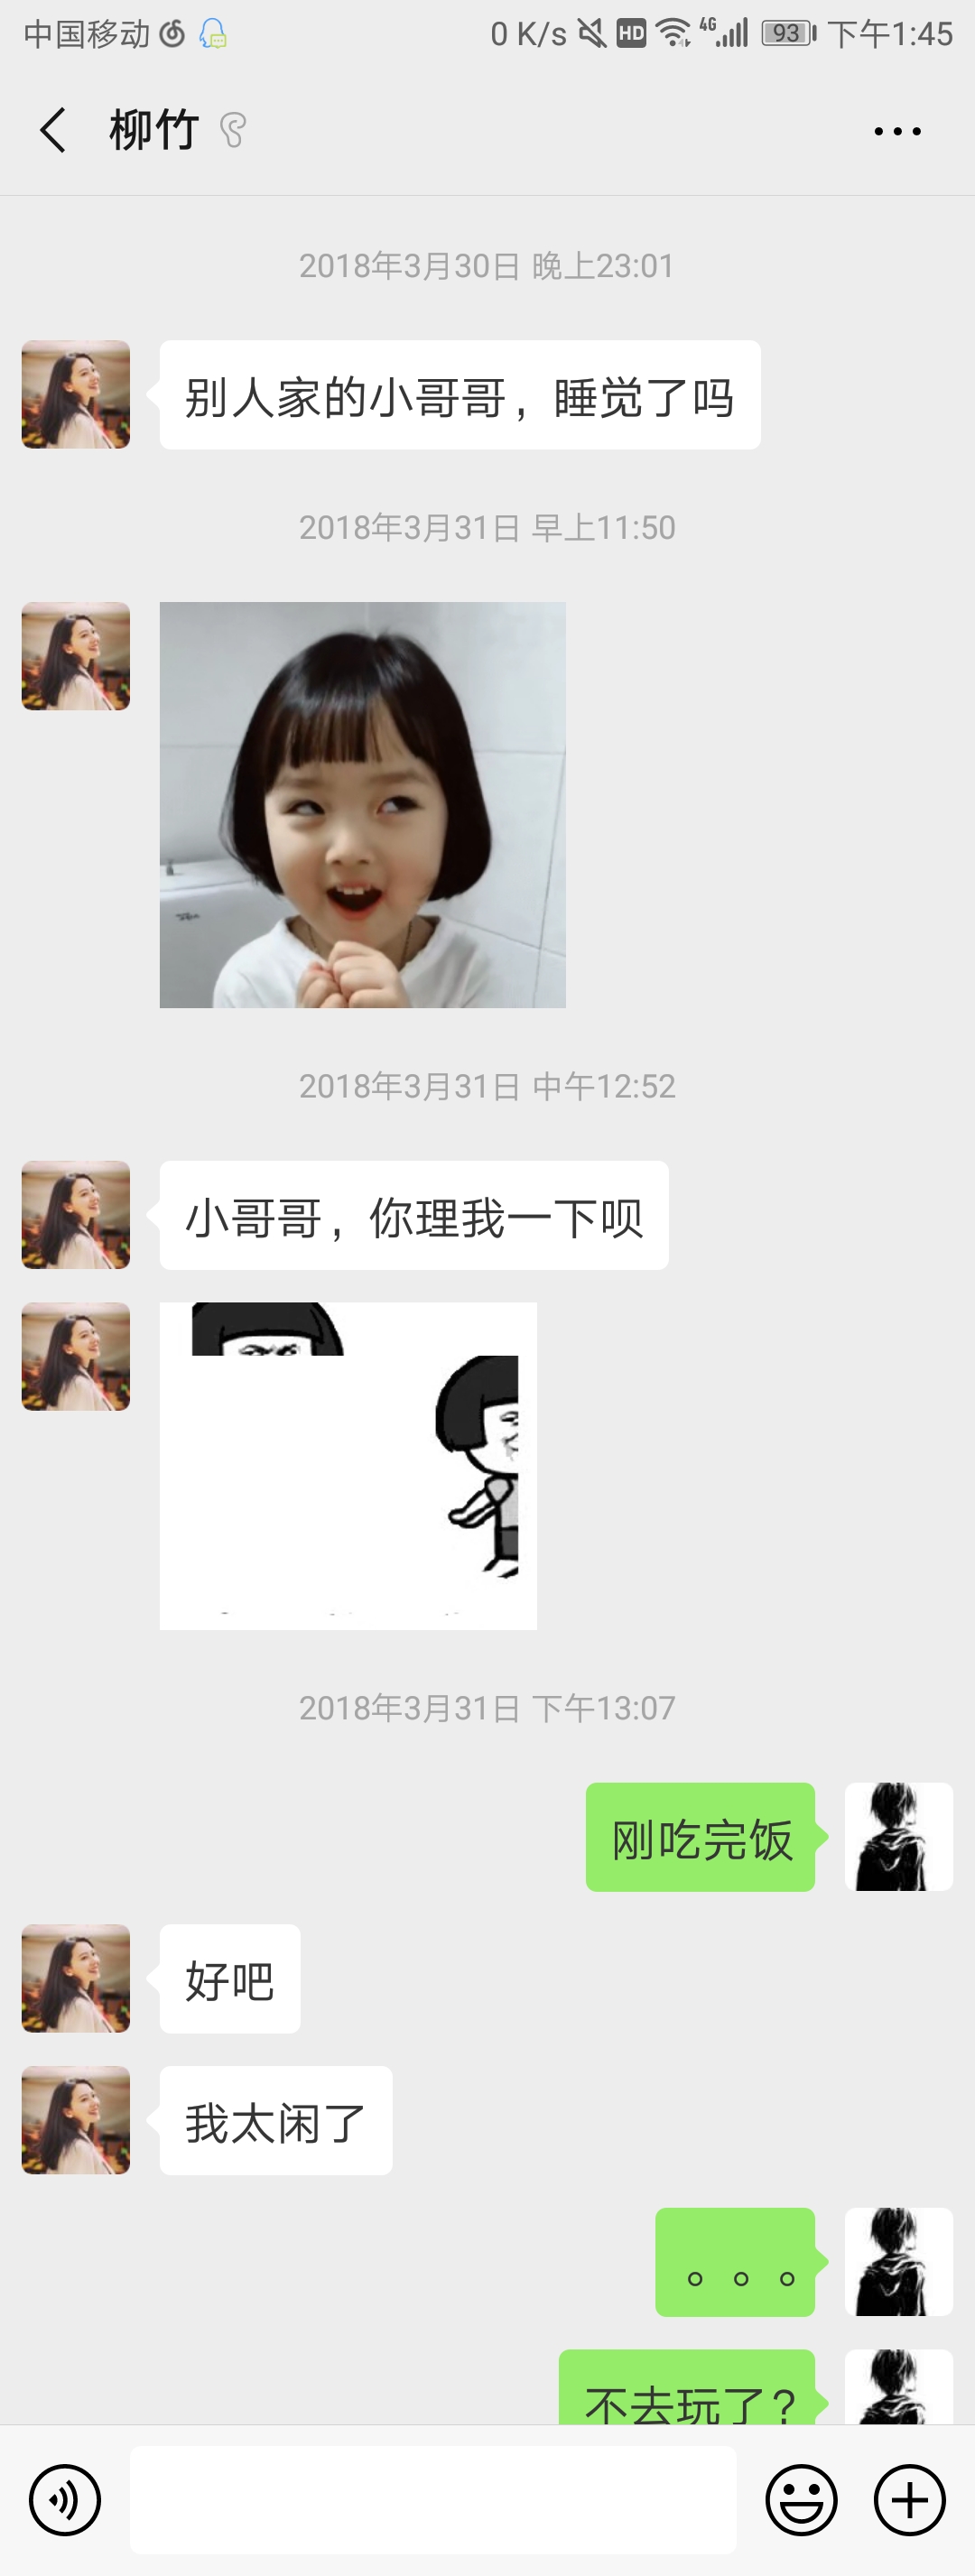 中国移动 0 K/s HD 4G 93 下午1:45
柳竹
2018年3月30日 晚上23:01
别人家的小哥哥，睡觉了吗
2018年3月31日 早上11:50
2018年3月31日 中午12:52
小哥哥，你理我一下呗
2018年3月31日 下午13:07
刚吃完饭
好吧
我太闲了
。。。
不去玩了？